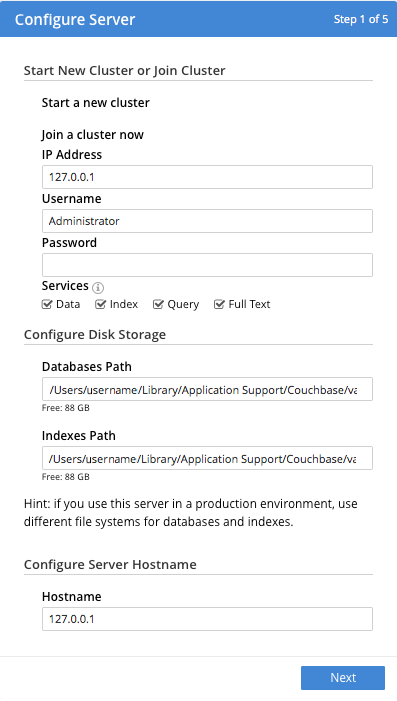 Configure Server Step 1 of 5
Start New Cluster or Join Cluster
Start a new cluster
Join a cluster now
IP Address
127.0.0.1
Username
Administrator
Password
Services
Data Index Query Full Text
Configure Disk Storage
Databases Path
/Users/username/Library/Application Support/Couchbase/va
Free: 88 GB
Indexes Path
/Users/username/Library/Application Support/Couchbase/va
Free: 88 GB
Hint: if you use this server in a production environment, use
different file systems for databases and indexes.
Configure Server Hostname
Hostname
127.0.0.1
Next